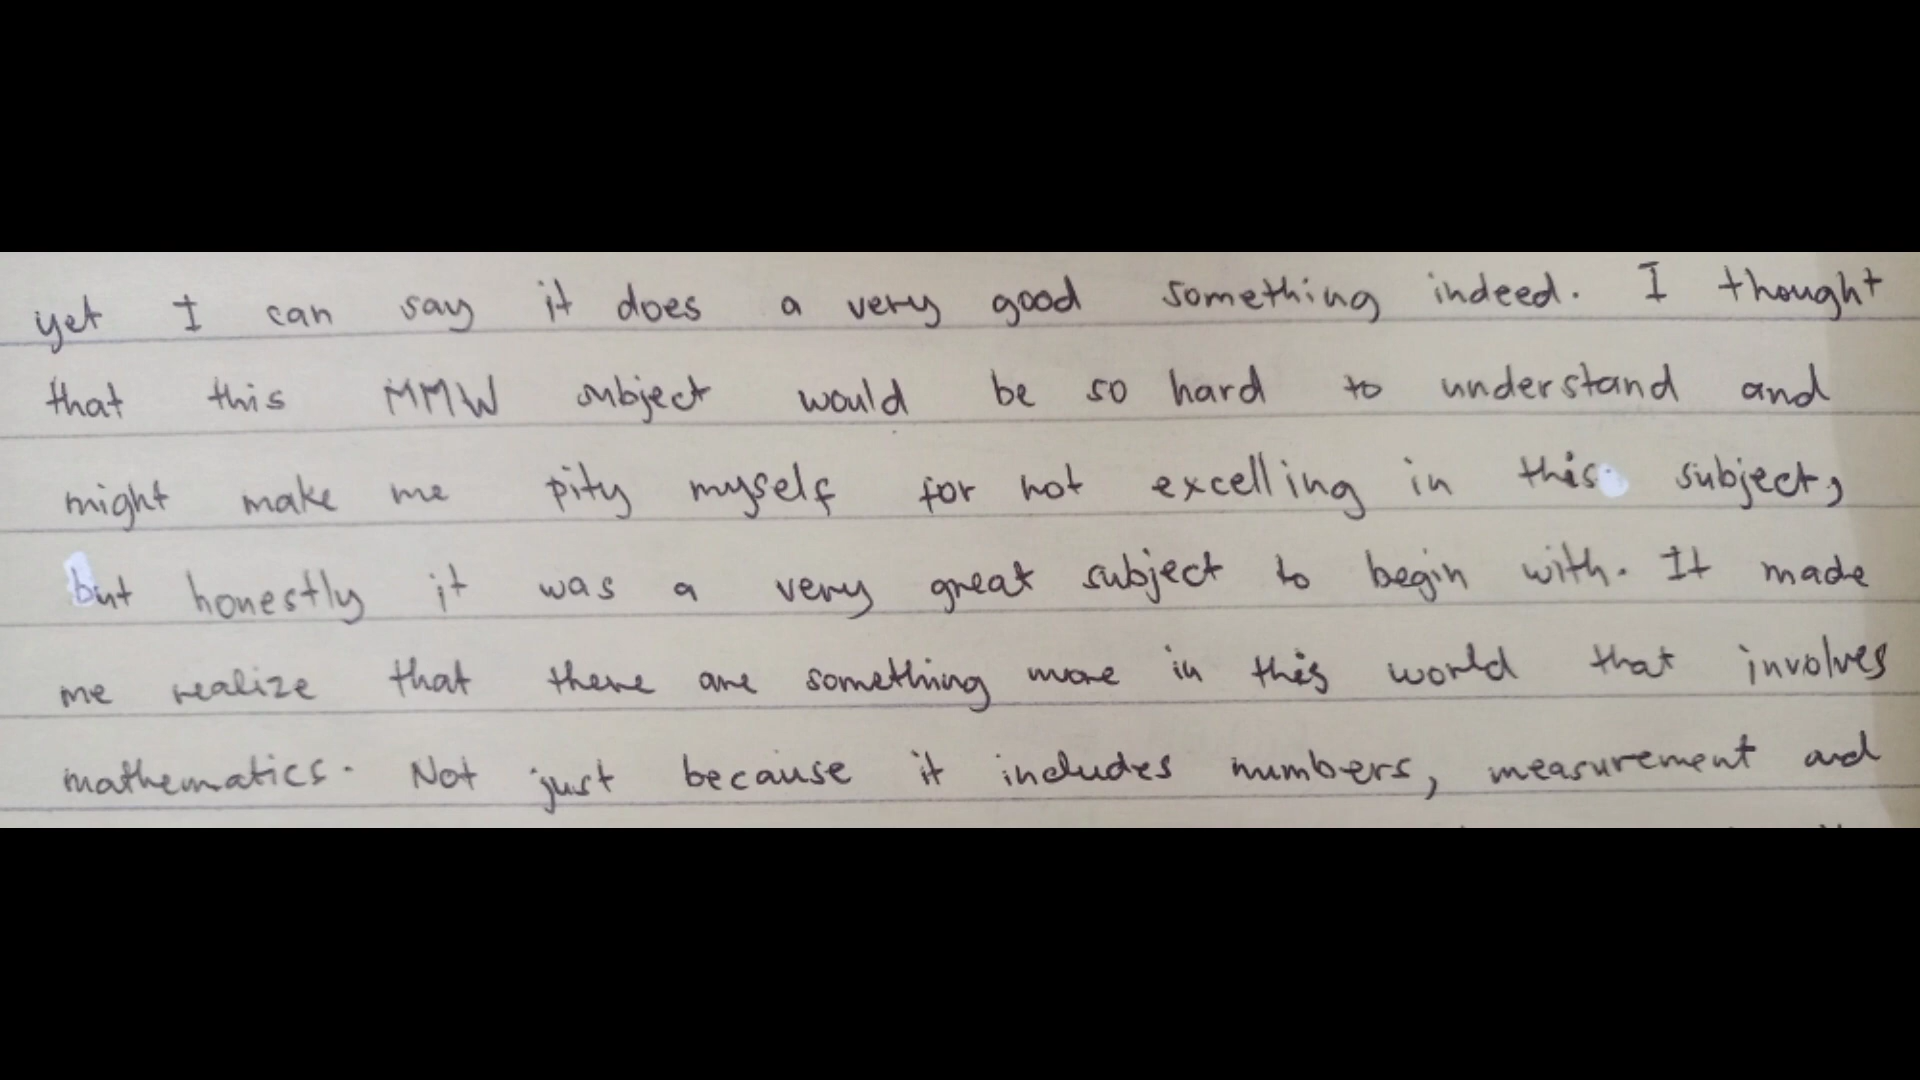 yet I can say it does a very good something indeed. I thought
that this MMW subject would be so hard to understand and
might make me pity myself for not excelling in this subject,
but honestly it was a very great subject to begin with. It made
me realize that there are something more in this world that involves
mathematics. Not just because it includes numbers, measurement and